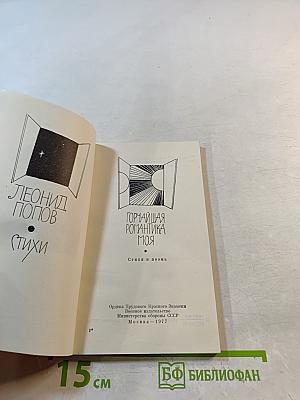 ЛЕОНИД
ПОПОВ
СТИХИ
ГОРЧАЙШАЯ
РОМАНТИКА
МОЯ
Стихи и поэма
Ордена Трудового Красного Знамени
Военное издательство
Министерства обороны СССР
Москва — 1977
15 см
БФ БИБЛИОФАН